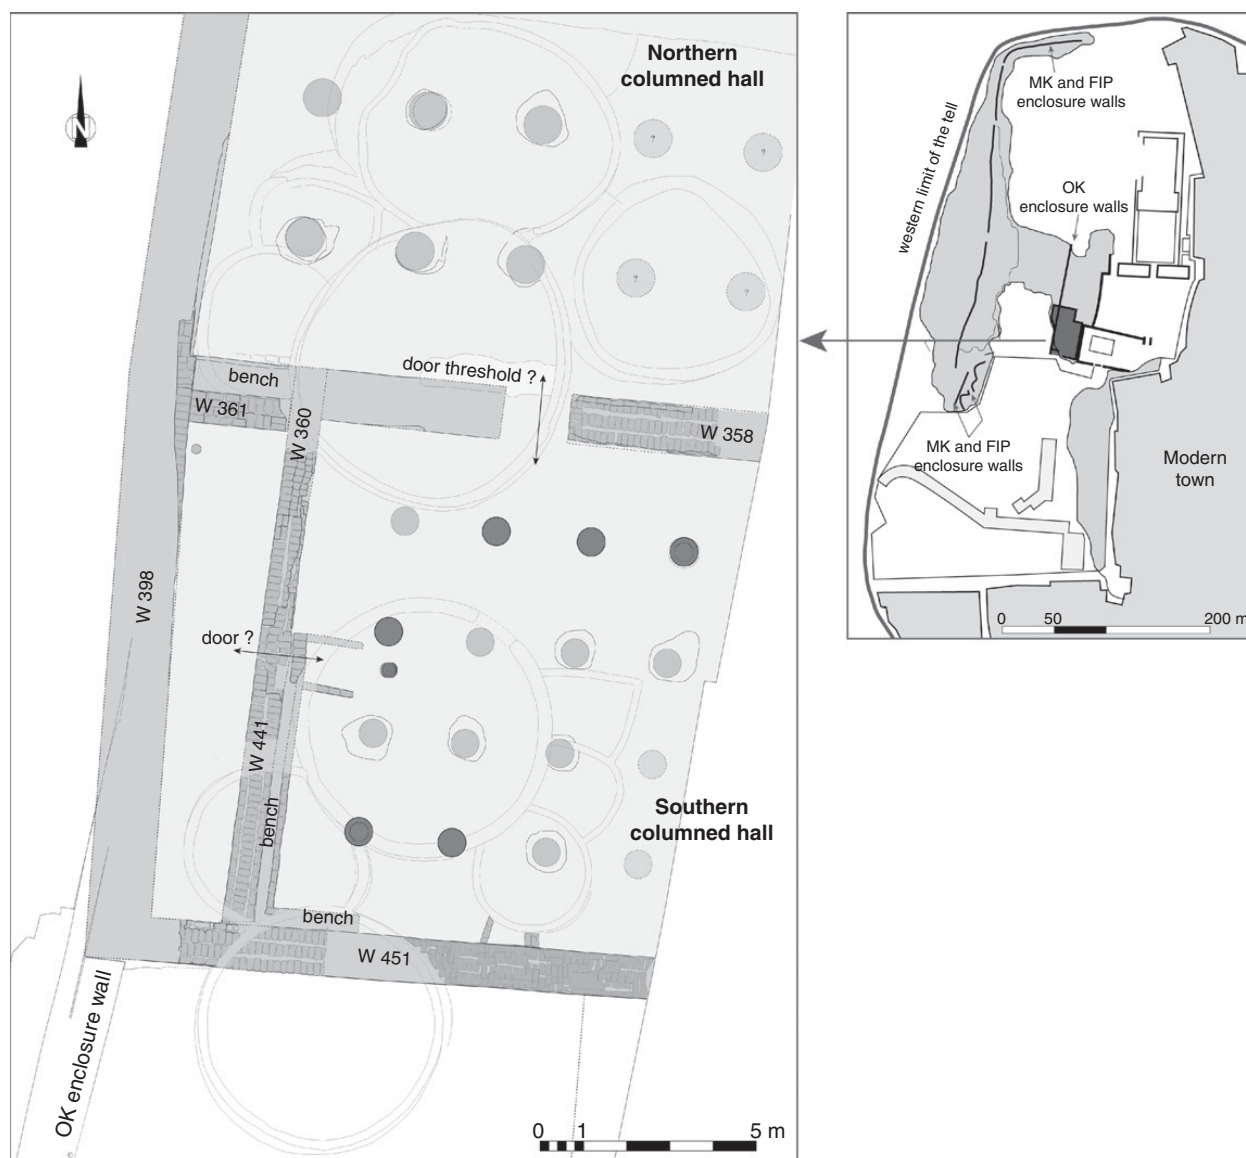 Northern
columned hall
N
?
?
?
?
door threshold ?
bench
W 361
W 360
W 358
W 398
door ?
W 441
bench
Southern
columned hall
bench
W 451
OK enclosure wall
0 1 5 m
MK and FIP
enclosure walls
western limit of the tell
OK
enclosure walls
MK and FIP
enclosure walls
Modern
town
0 50 200 m